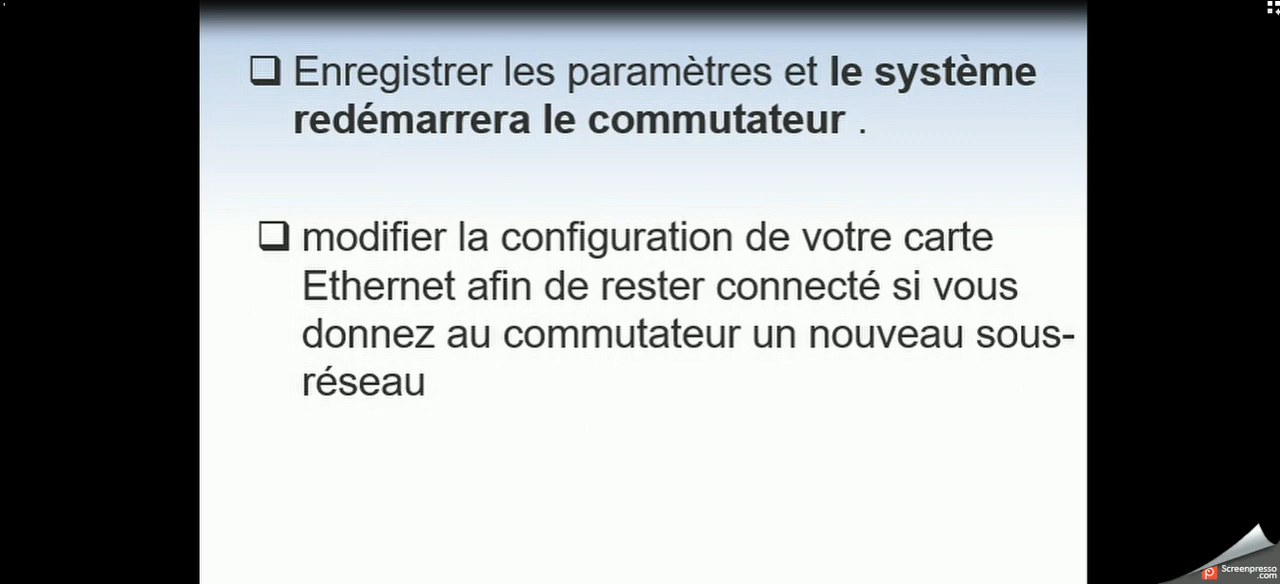 Enregistrer les paramètres et le système
redémarrera le commutateur .
modifier la configuration de votre carte
Ethernet afin de rester connecté si vous
donnez au commutateur un nouveau sous-
réseau
Screenpresso
.com